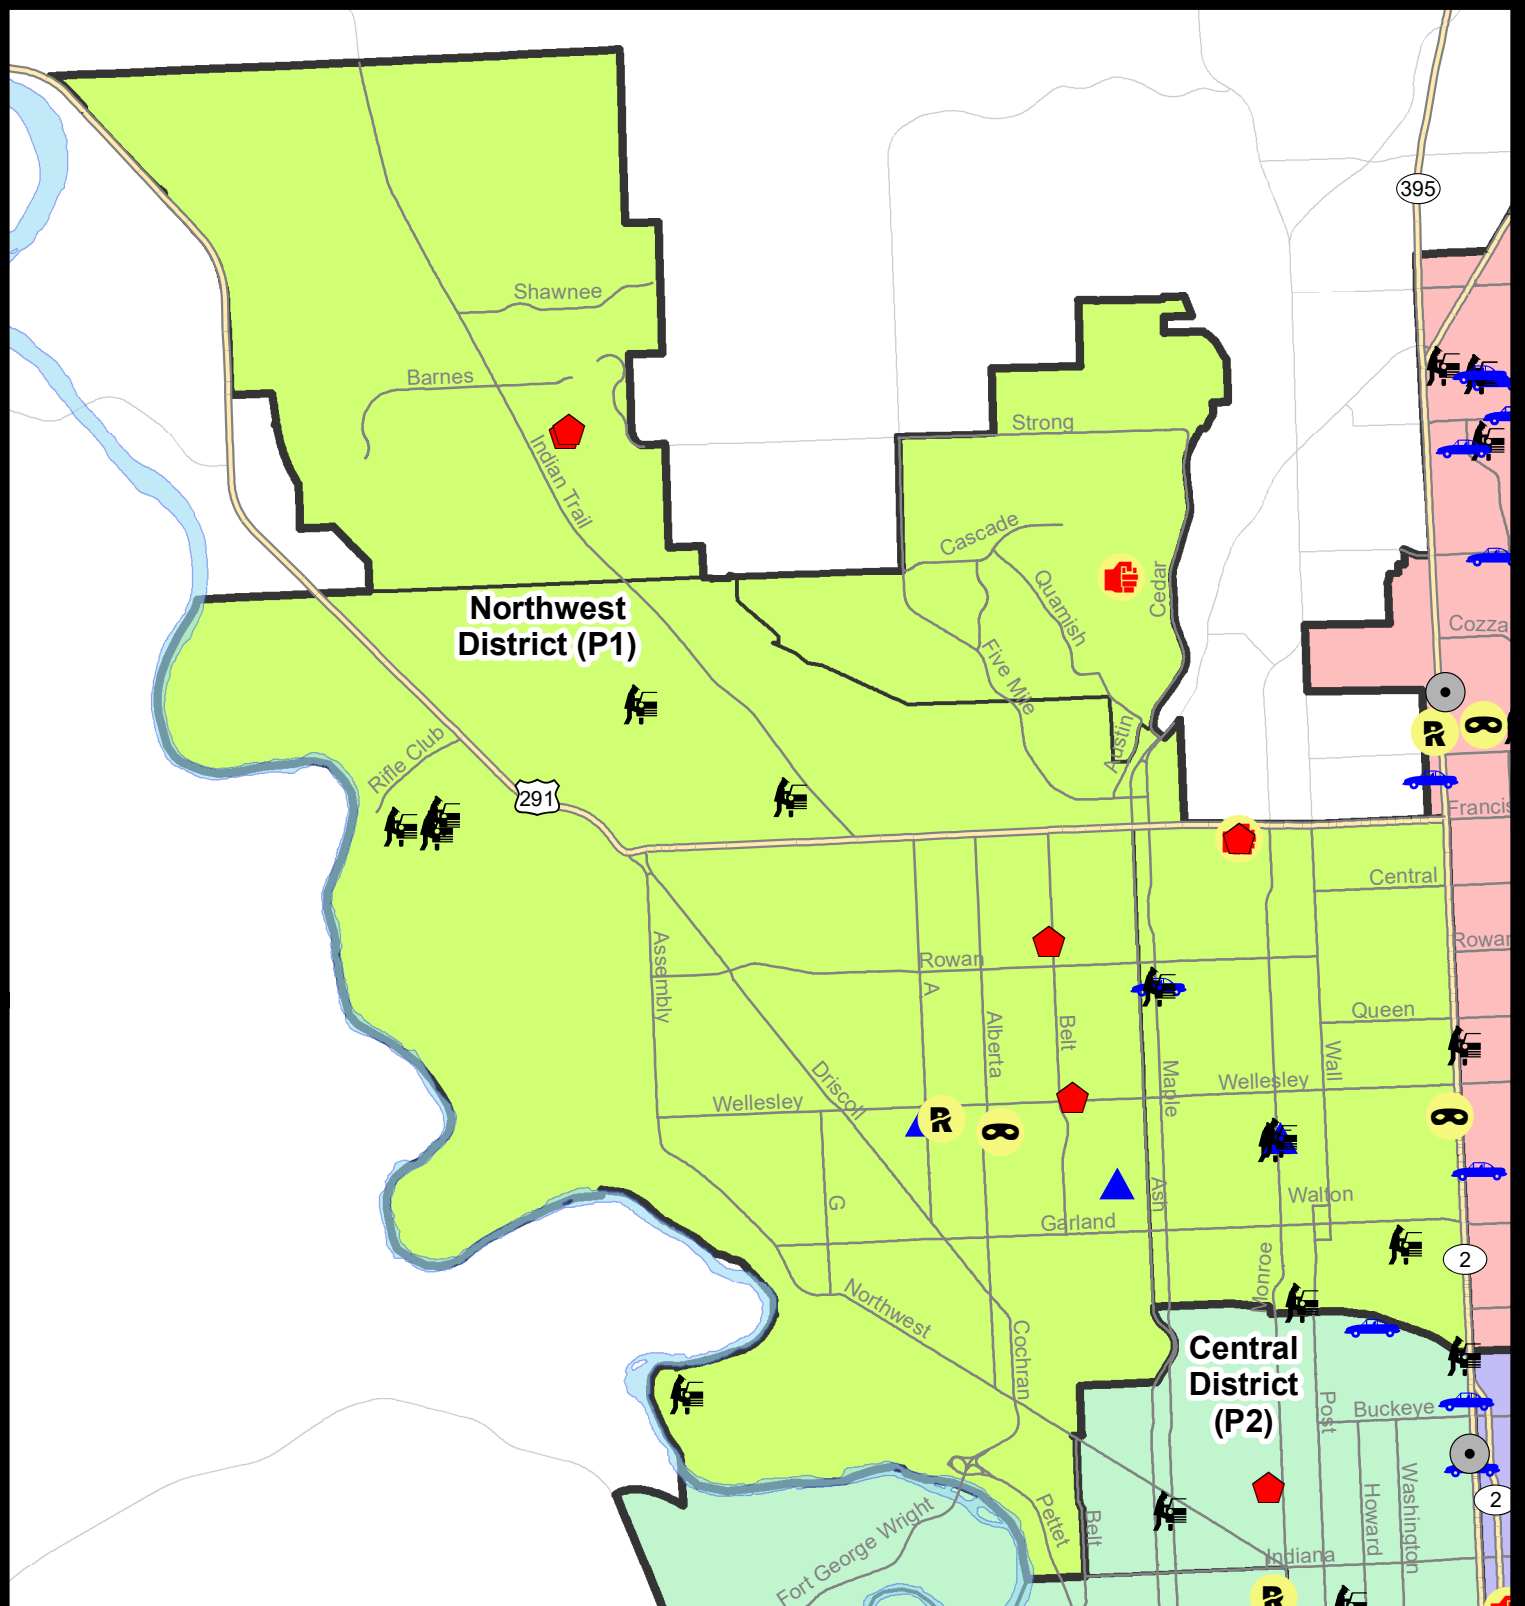 395
Shawnee
Barnes
Strong
Indian Trail
Cascade
Quamish
Cedar
Northwest
District (P1)
Cozza
Five Mile
Austin
Rifle Club
291
Francis
Central
Assembly
Rowan
Rowan
A
Queen
Alberta
Belt
Wall
Driscoll
Maple
Wellesley
Wellesley
R
R
G
Ash
Walton
Garland
Monroe
2
Northwest
Cochran
Central
District
(P2)
Post
Buckeye
Howard
Washington
2
Pettet
Belt
Fort George Wright
Indiana
R